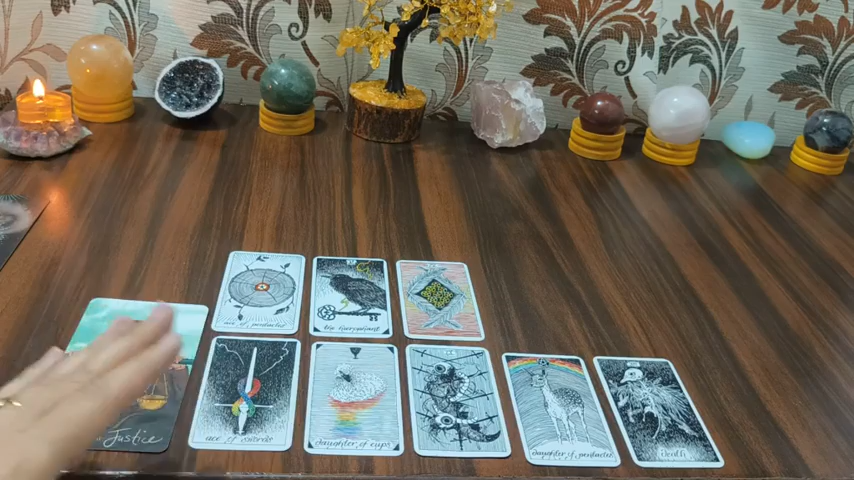 ace of pentacles
the hierophant
Justice
ace of swords
daughter of cups
daughter of pentacles
death